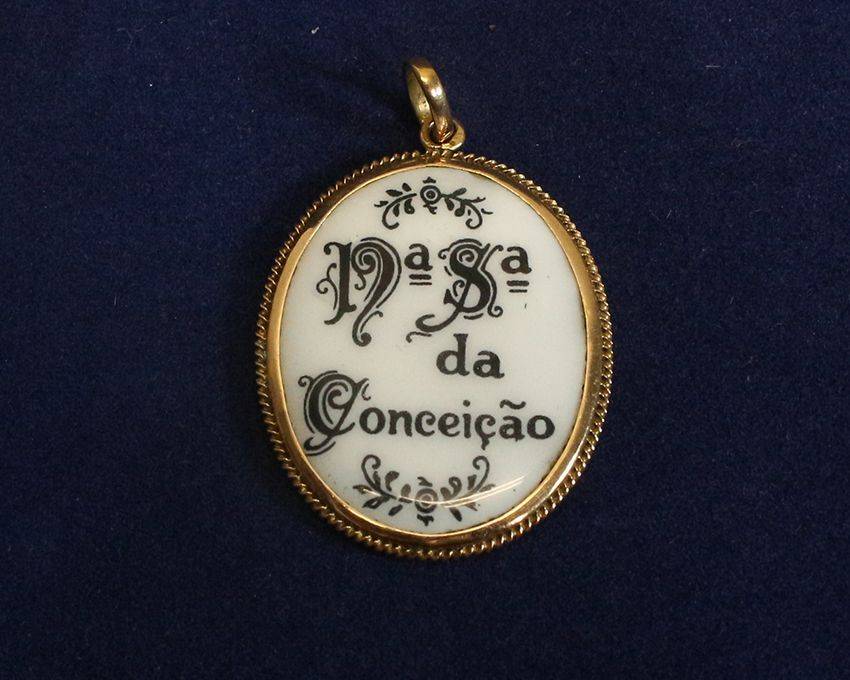 Nª Sª
da
Conceição